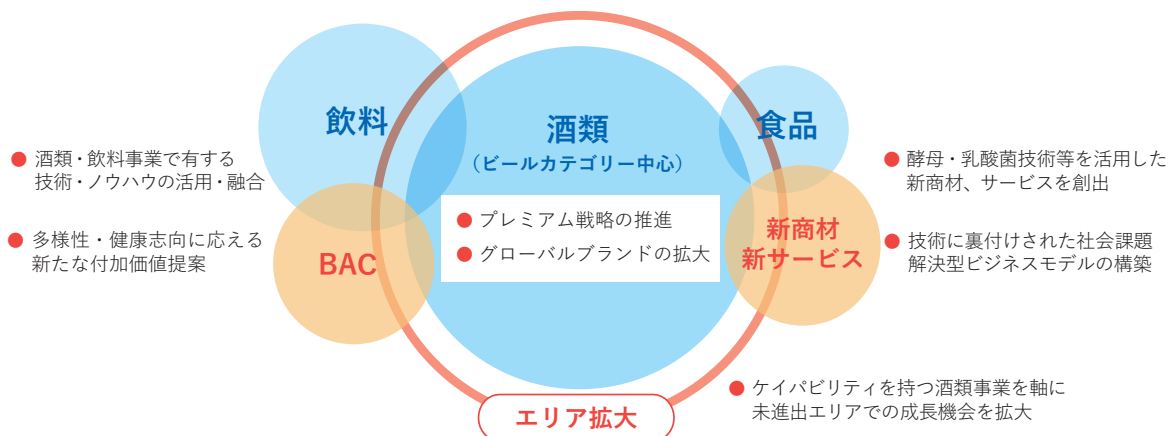 飲料
酒類
(ビールカテゴリー中心)
食品
● 酒類・飲料事業で有する
技術・ノウハウの活用・融合
● 多様性・健康志向に応える
新たな付加価値提案
BAC
● プレミアム戦略の推進
● グローバルブランドの拡大
新商材
新サービス
● 酵母・乳酸菌技術等を活用した
新商材、サービスを創出
● 技術に裏付けされた社会課題
解決型ビジネスモデルの構築
エリア拡大
● ケイパビリティを持つ酒類事業を軸に
未進出エリアでの成長機会を拡大